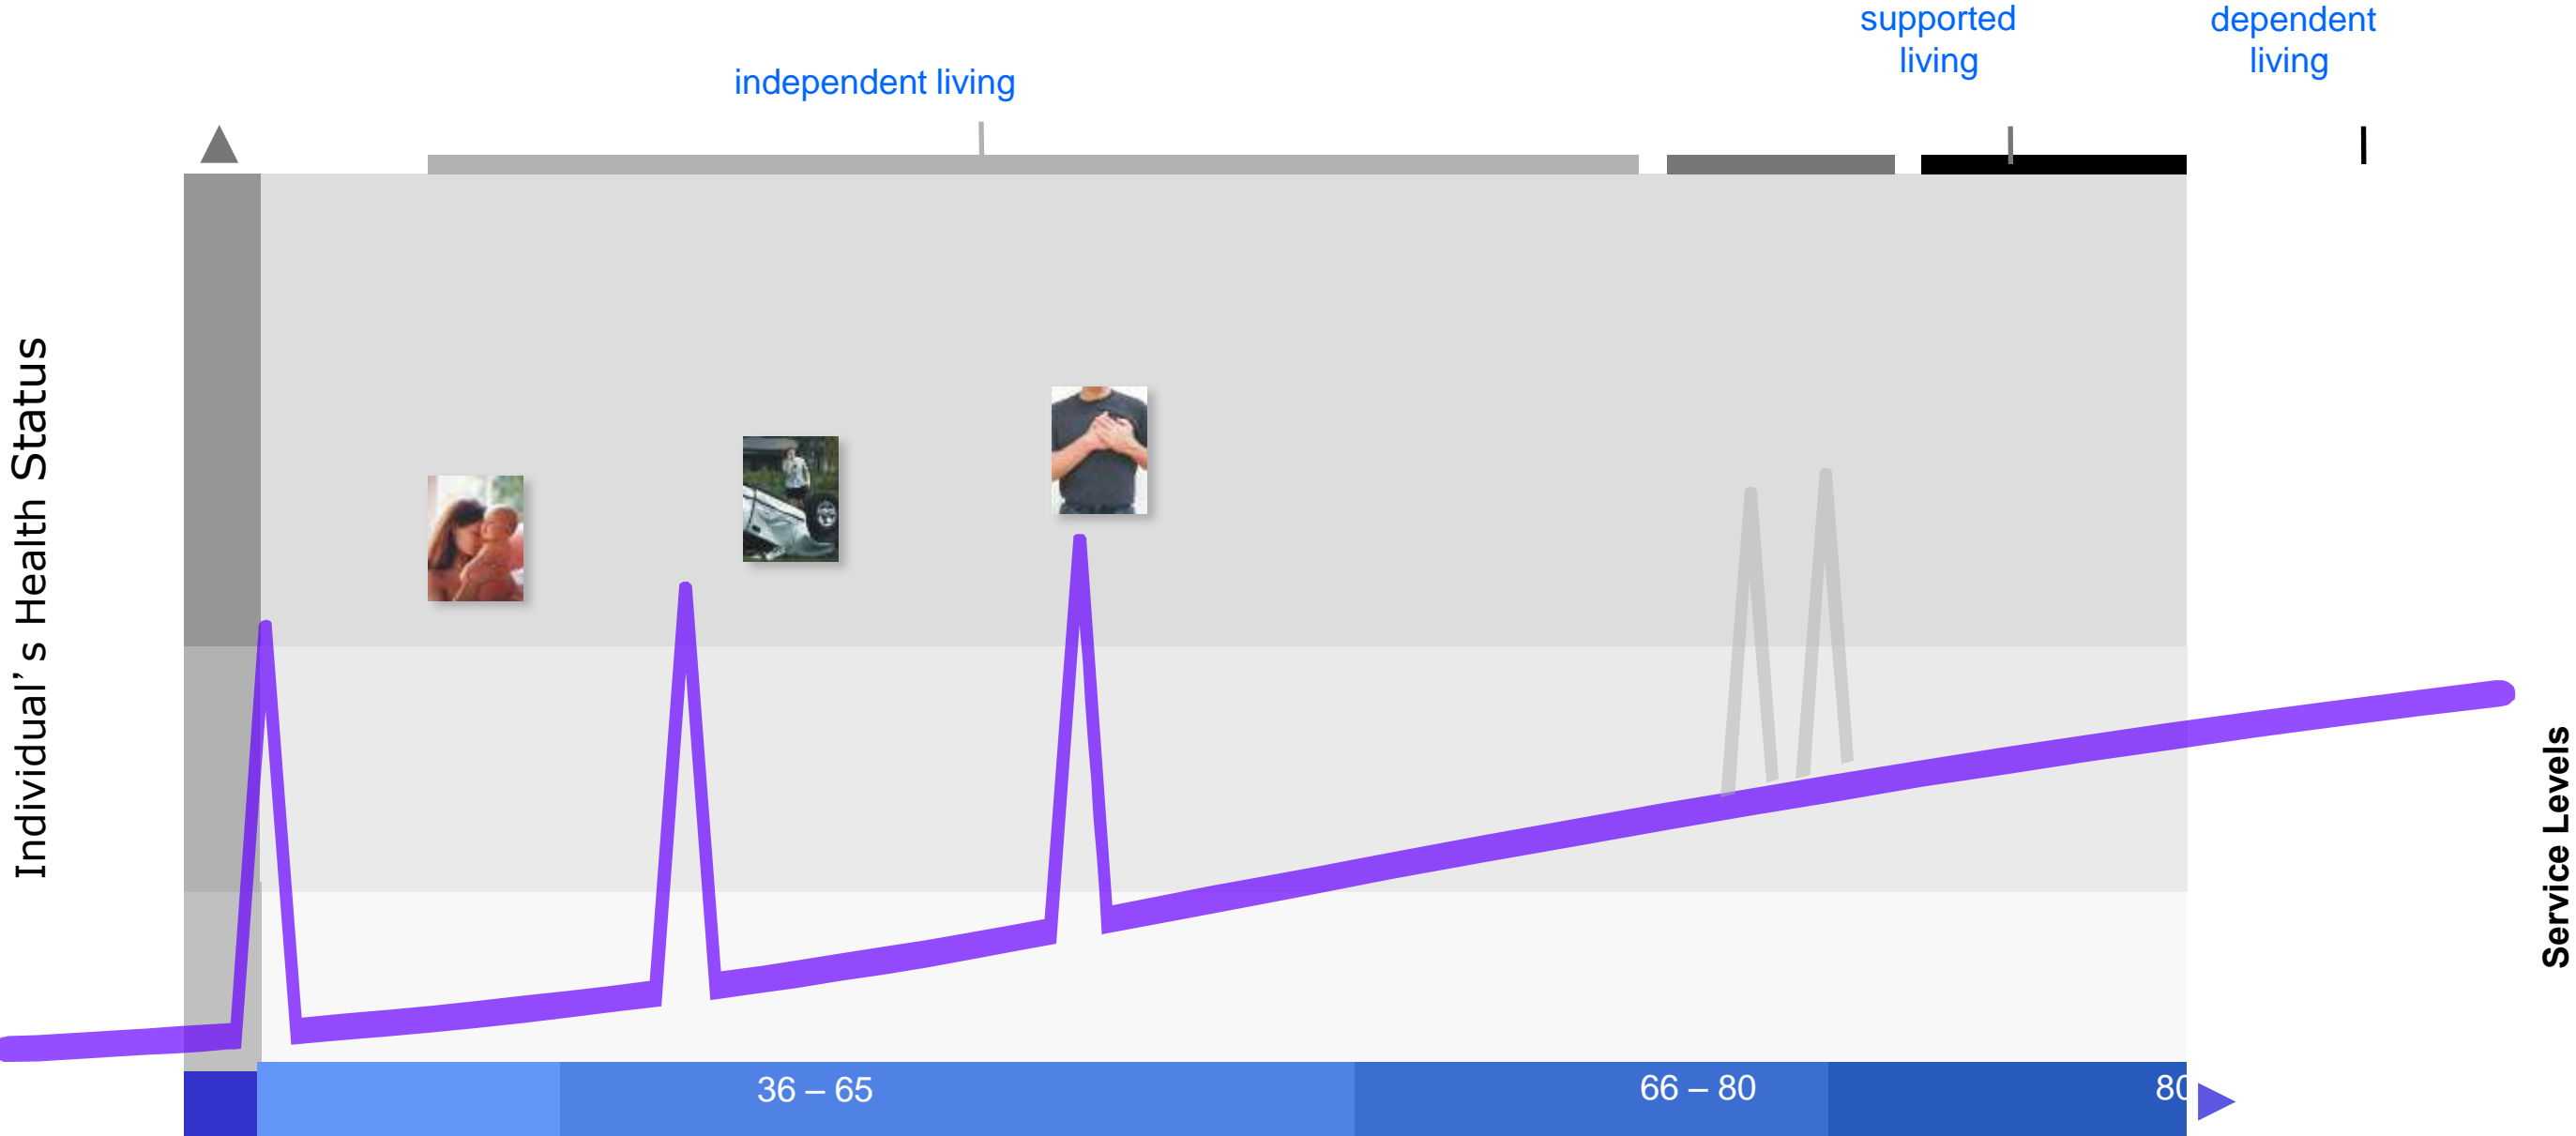 supported
living
dependent
living
independent living
Individual’ s Health Status
Service Levels
36 – 65
66 – 80
80